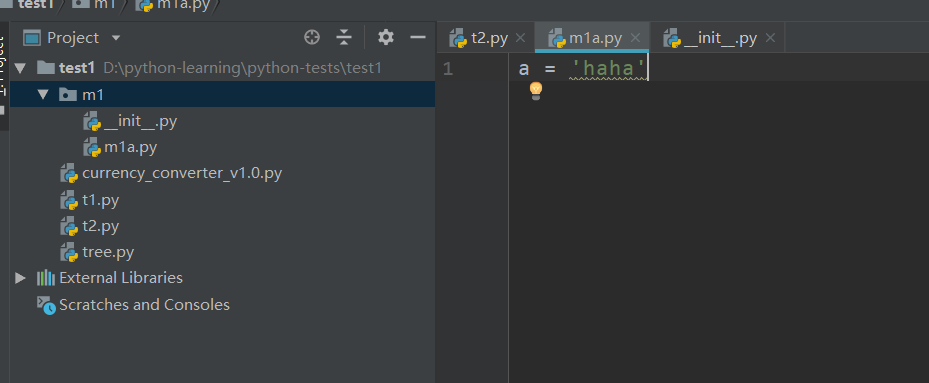 test1 m1 m1a.py
Project
test1 D:\python-learning\python-tests\test1
m1
__init__.py
m1a.py
currency_converter_v1.0.py
t1.py
t2.py
tree.py
External Libraries
Scratches and Consoles
t2.py m1a.py __init__.py
1 a = 'haha'